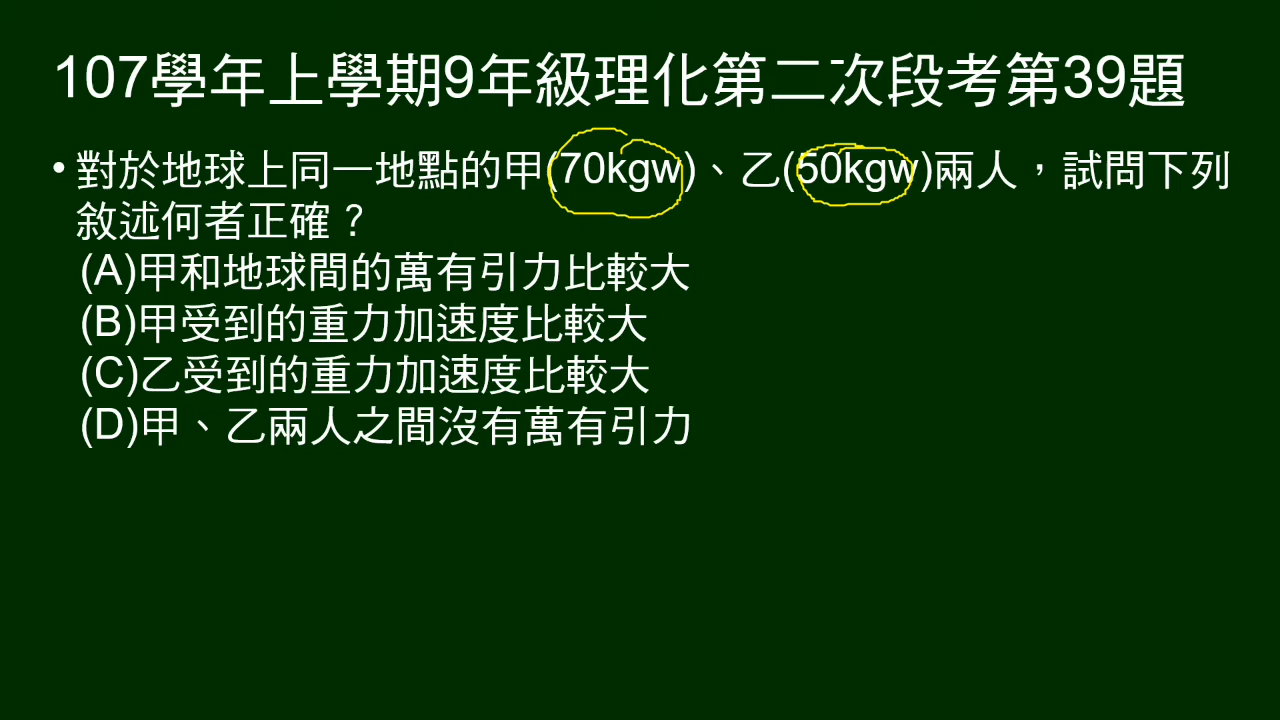 107學年上學期9年級理化第二次段考第39題
•對於地球上同一地點的甲(70kgw)、乙(50kgw)兩人，試問下列
敘述何者正確？
(A)甲和地球間的萬有引力比較大
(B)甲受到的重力加速度比較大
(C)乙受到的重力加速度比較大
(D)甲、乙兩人之間沒有萬有引力